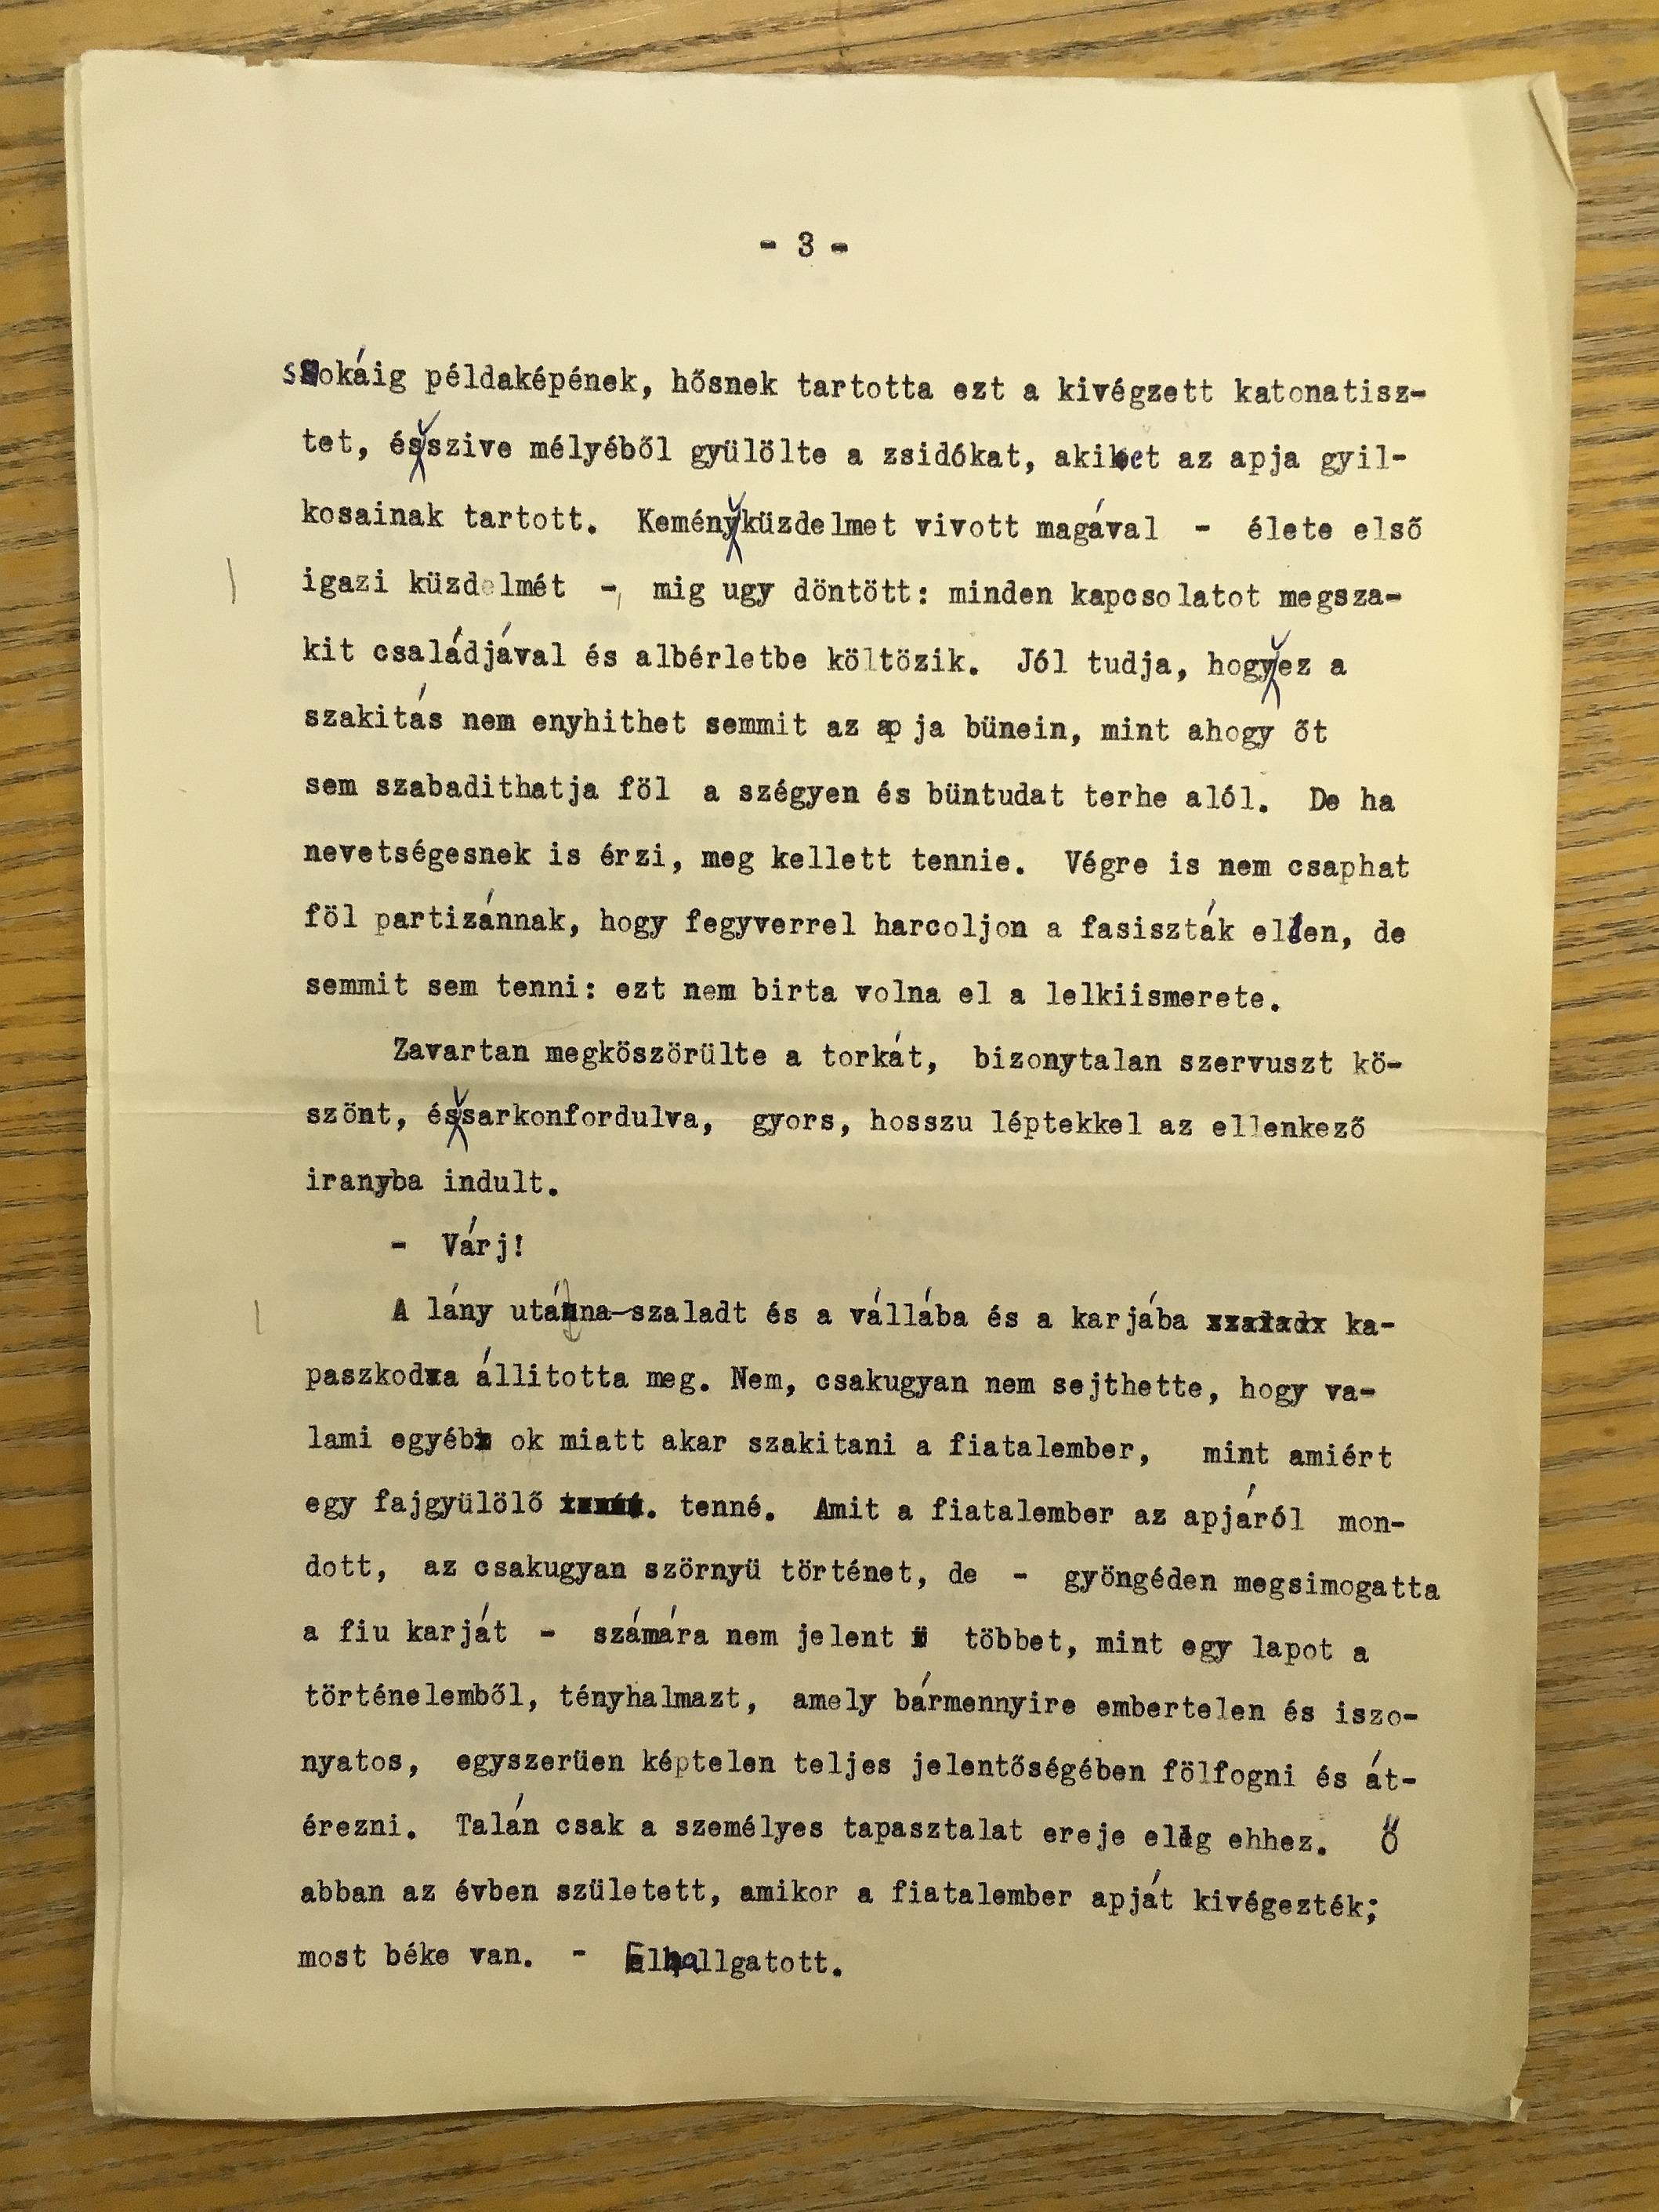 - 3 -
sokáig példaképének, hősnek tartotta ezt a kivégzett katonatisz-
tet, és szive mélyéből gyülölte a zsidókat, akiket az apja gyil-
kosainak tartott. Kemény küzdelmet vivott magával - élete első
igazi küzdelmét -, mig ugy döntött: minden kapcsolatot megsza-
kit családjával és albérletbe költözik. Jól tudja, hogy ez a
szakitás nem enyhithet semmit az apja bünein, mint ahogy őt
sem szabadithatja föl a szégyen és büntudat terhe alól. De ha
nevetségesnek is érzi, meg kellett tennie. Végre is nem csaphat
föl partizánnak, hogy fegyverrel harcoljon a fasiszták ellen, de
semmit sem tenni: ezt nem birta volna el a lelkiismerete.
Zavartan megköszörülte a torkát, bizonytalan szervuszt kö-
szönt, és sarkonfordulva, gyors, hosszu léptekkel az ellenkező
iranyba indult.
- Várj!
A lány utána szaladt és a vállába és a karjába ka-
paszkodva állitotta meg. Nem, csakugyan nem sejthette, hogy va-
lami egyéb ok miatt akar szakitani a fiatalember, mint amiért
egy fajgyülölő tenné. Amit a fiatalember az apjáról mon-
dott, az csakugyan szörnyü történet, de - gyöngéden megsimogatta
a fiu karját - számára nem jelent többet, mint egy lapot a
történelemből, tényhalmazt, amely bármennyire embertelen és iszo-
nyatos, egyszerüen képtelen teljes jelentőségében fölfogni és át-
érezni. Talán csak a személyes tapasztalat ereje elég ehhez. Ő
abban az évben született, amikor a fiatalember apját kivégezték;
most béke van. - Elhallgatott.